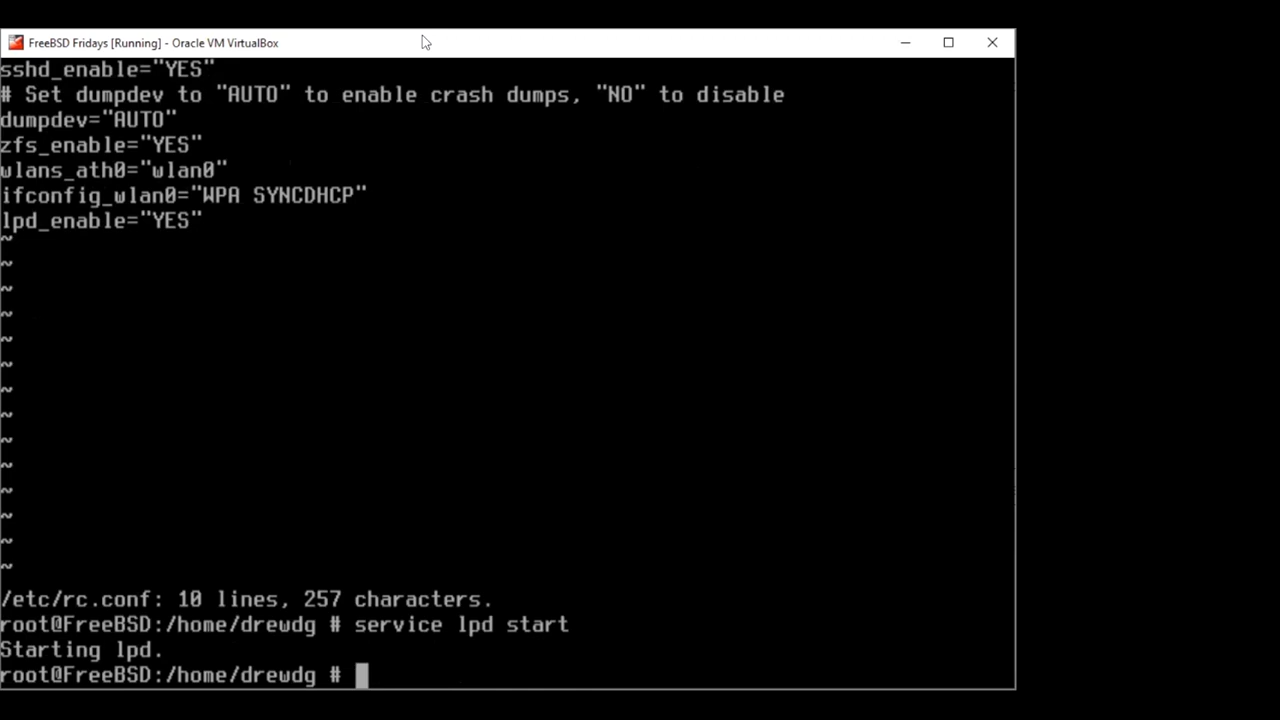 FreeBSD Fridays [Running] - Oracle VM VirtualBox
sshd_enable="YES"
# Set dumpdev to "AUTO" to enable crash dumps, "NO" to disable
dumpdev="AUTO"
zfs_enable="YES"
wlans_ath0="wlan0"
ifconfig_wlan0="WPA SYNCDHCP"
lpd_enable="YES"
~
~
~
~
~
~
~
~
~
~
~
~
~
~
/etc/rc.conf: 10 lines, 257 characters.
root@FreeBSD:/home/drewdg # service lpd start
Starting lpd.
root@FreeBSD:/home/drewdg #